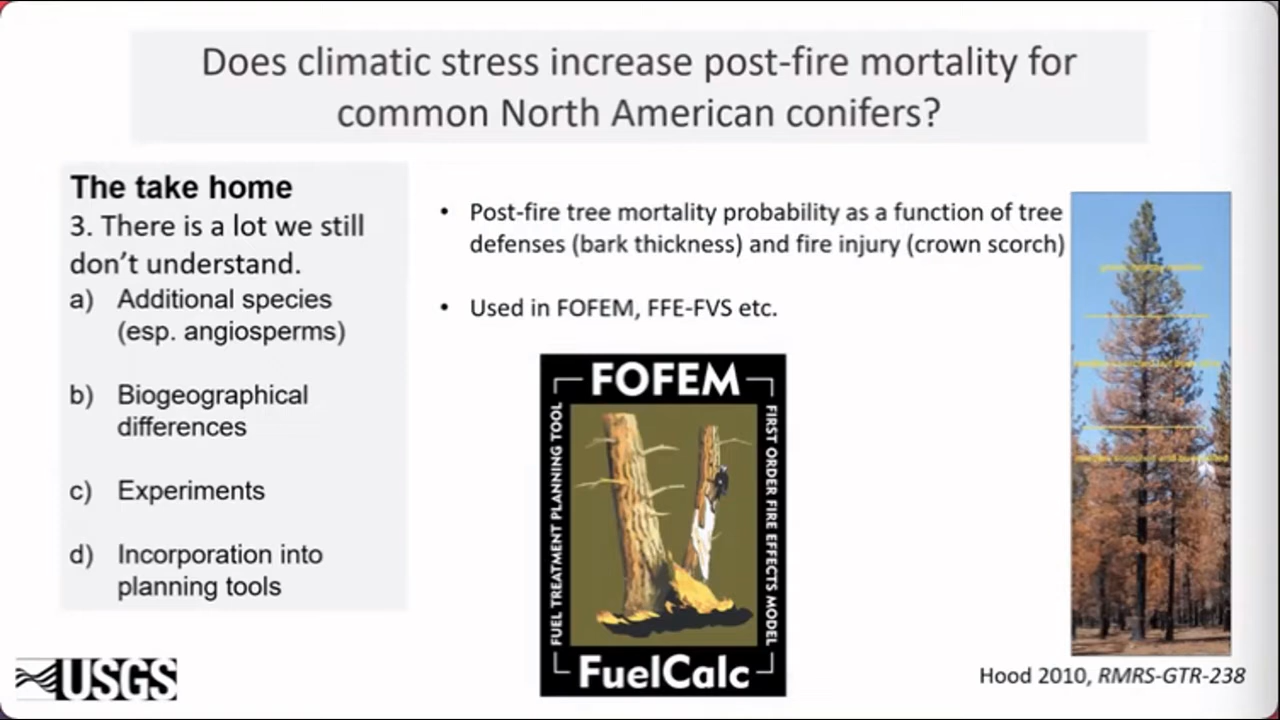 Does climatic stress increase post-fire mortality for
common North American conifers?
The take home
3. There is a lot we still
don't understand.
a) Additional species
(esp. angiosperms)
b) Biogeographical
differences
c) Experiments
d) Incorporation into
planning tools
• Post-fire tree mortality probability as a function of tree
defenses (bark thickness) and fire injury (crown scorch)
• Used in FOFEM, FFE-FVS etc.
FOFEM
FUEL TREATMENT PLANNING TOOL
FIRST ORDER FIRE EFFECTS MODEL
FuelCalc
Hood 2010, RMRS-GTR-238
USGS